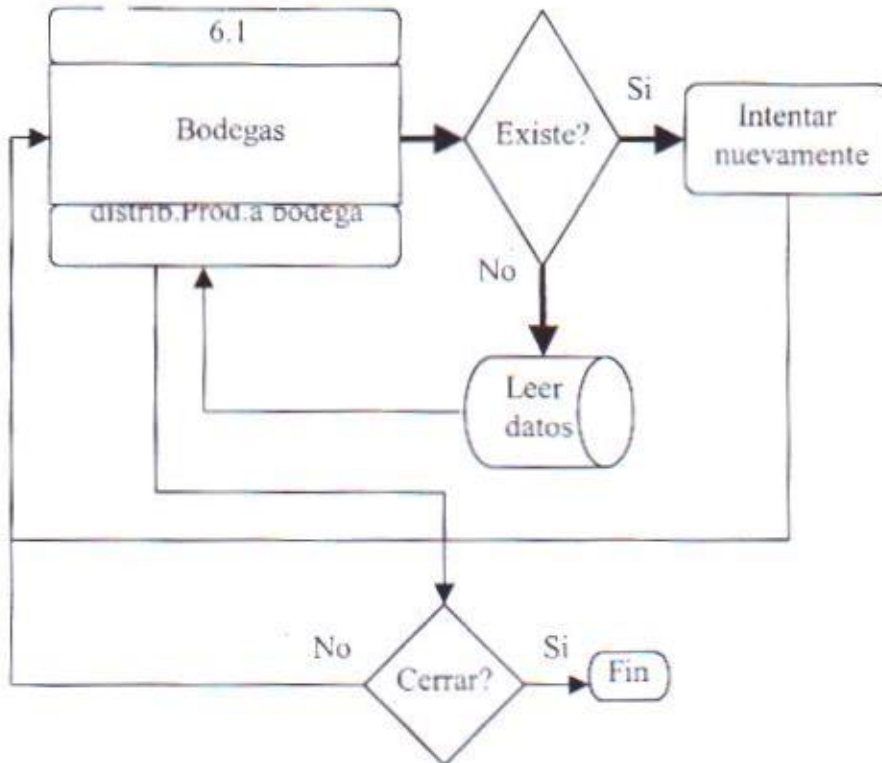 6.1
Bodegas
distrib.Prod.a bodega
Existe?
Si
Intentar
nuevamente
No
Leer
datos
No
Cerrar?
Si
Fin